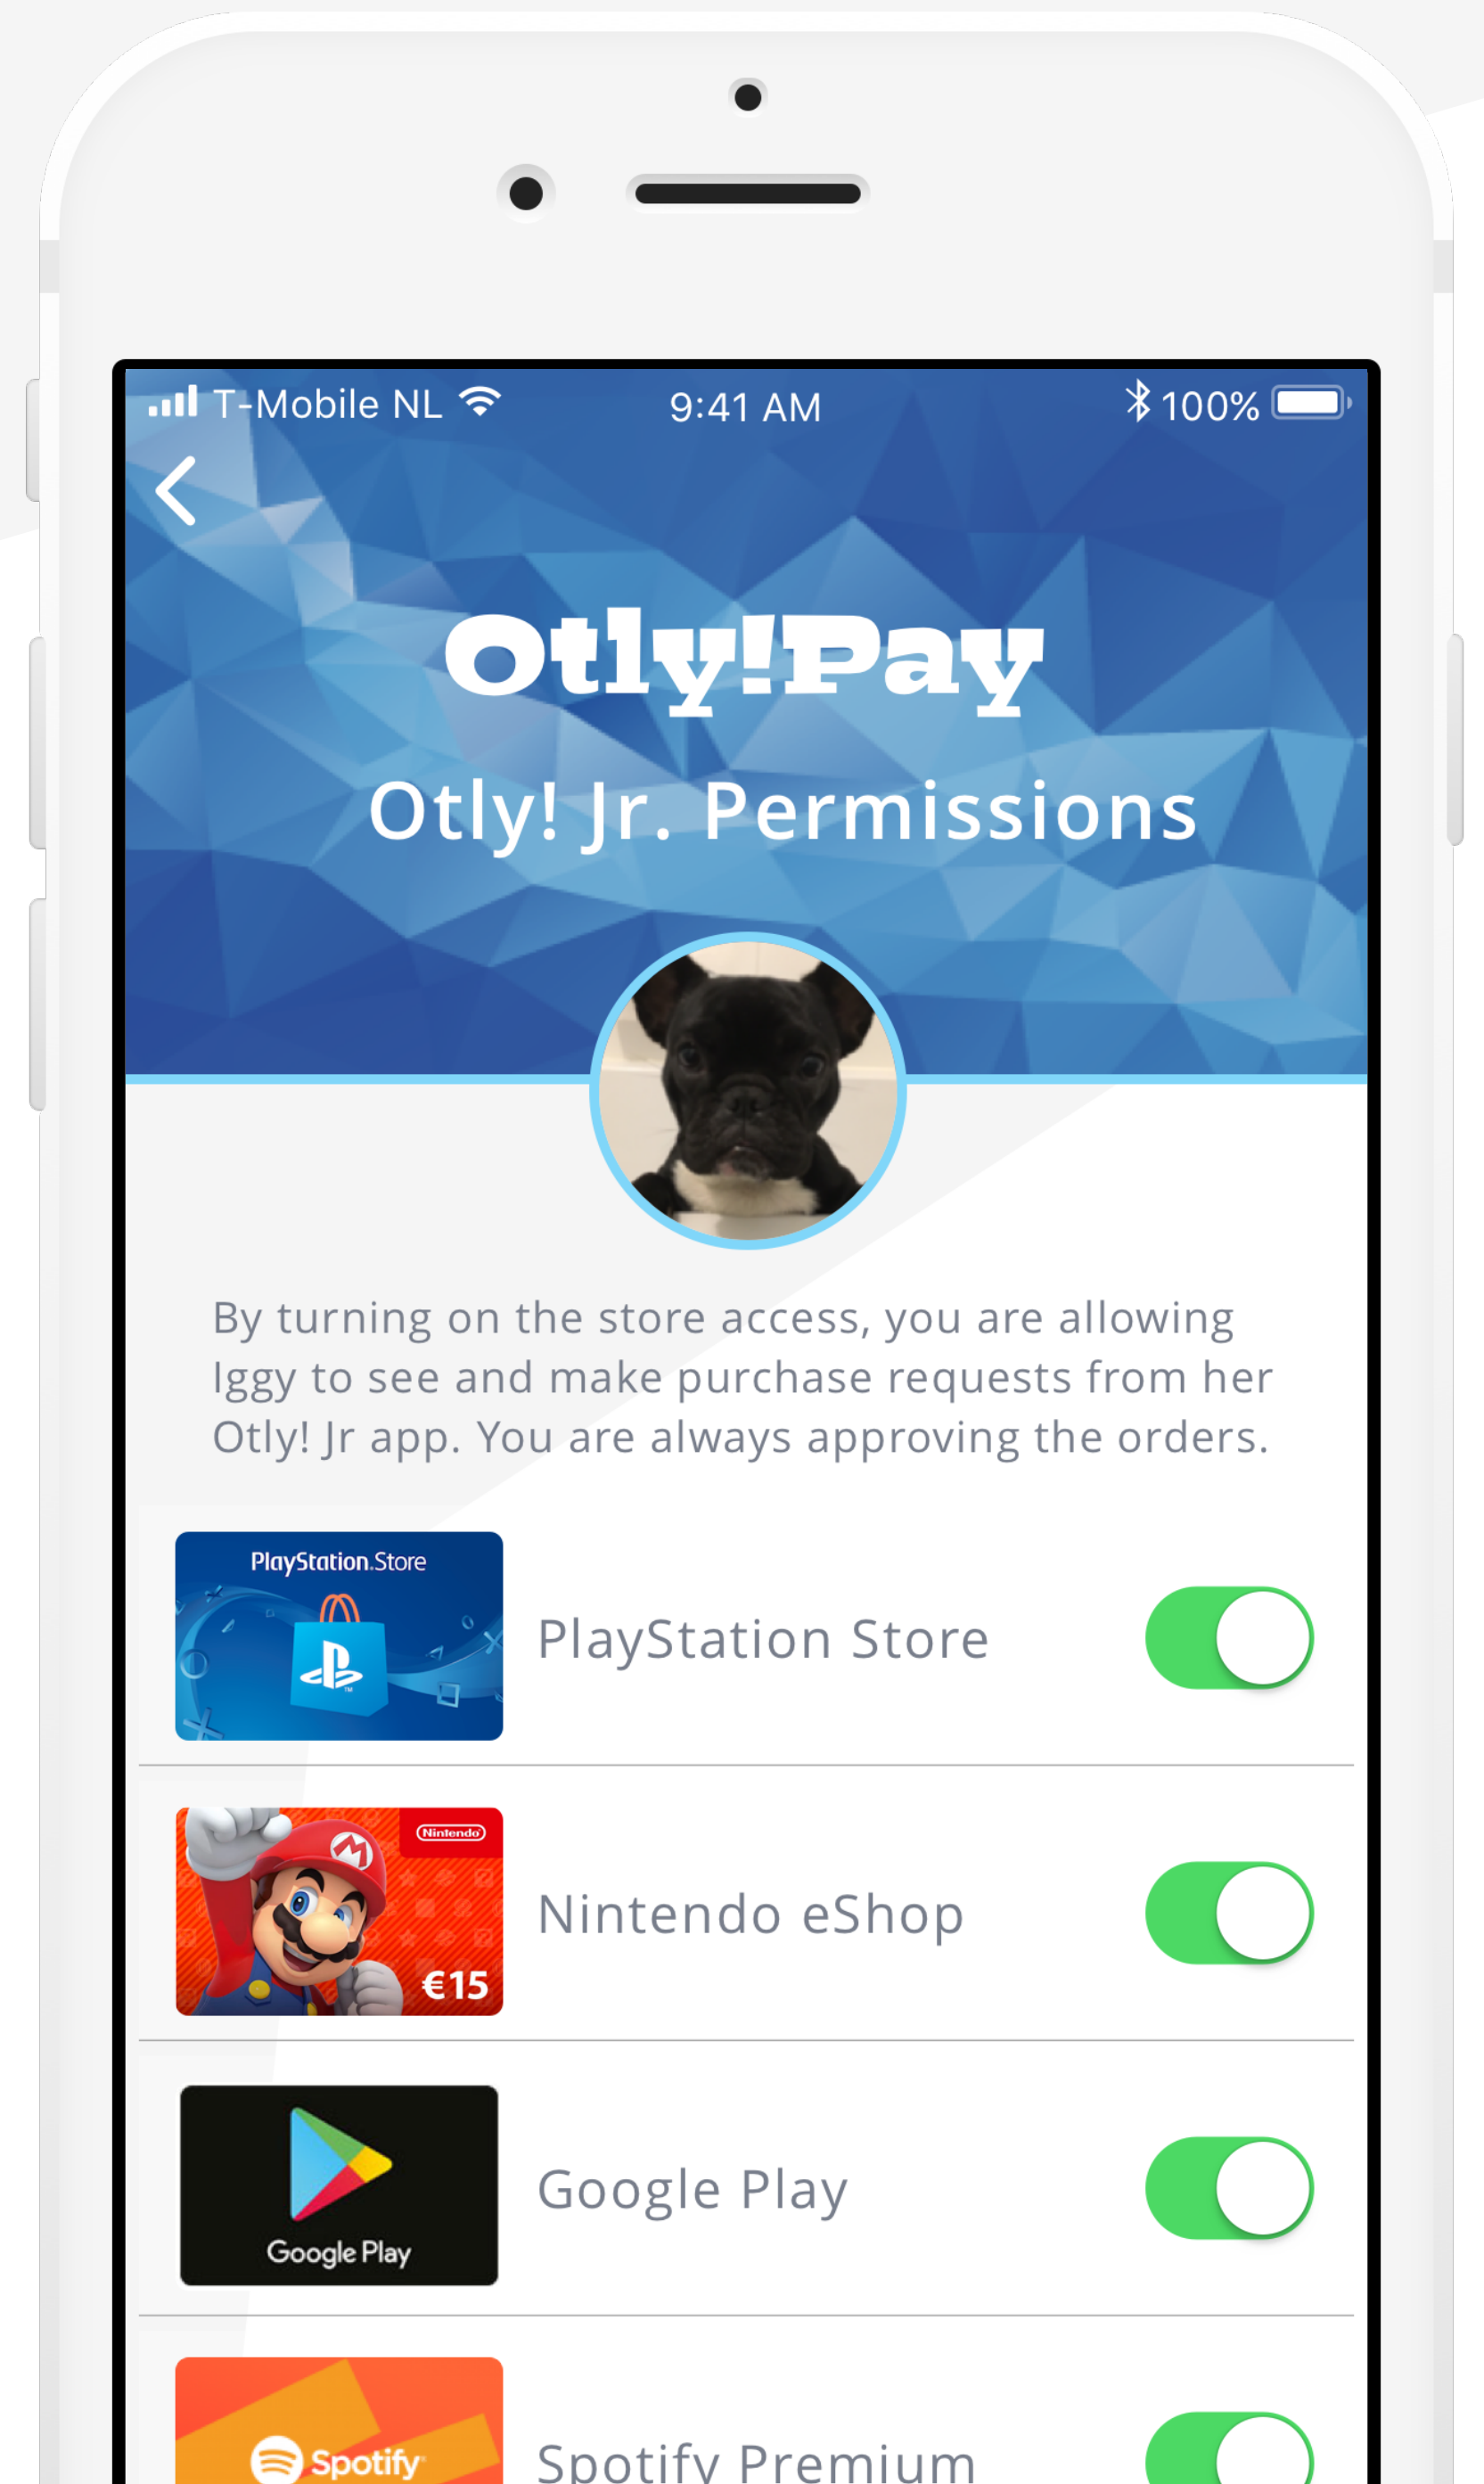 T-Mobile NL 9:41 AM 100%
Otly!Pay
Otly! Jr. Permissions
By turning on the store access, you are allowing
Iggy to see and make purchase requests from her
Otly! Jr app. You are always approving the orders.
PlayStation.Store
PlayStation Store
Nintendo
€15
Nintendo eShop
Google Play
Google Play
Spotify
Spotify Premium